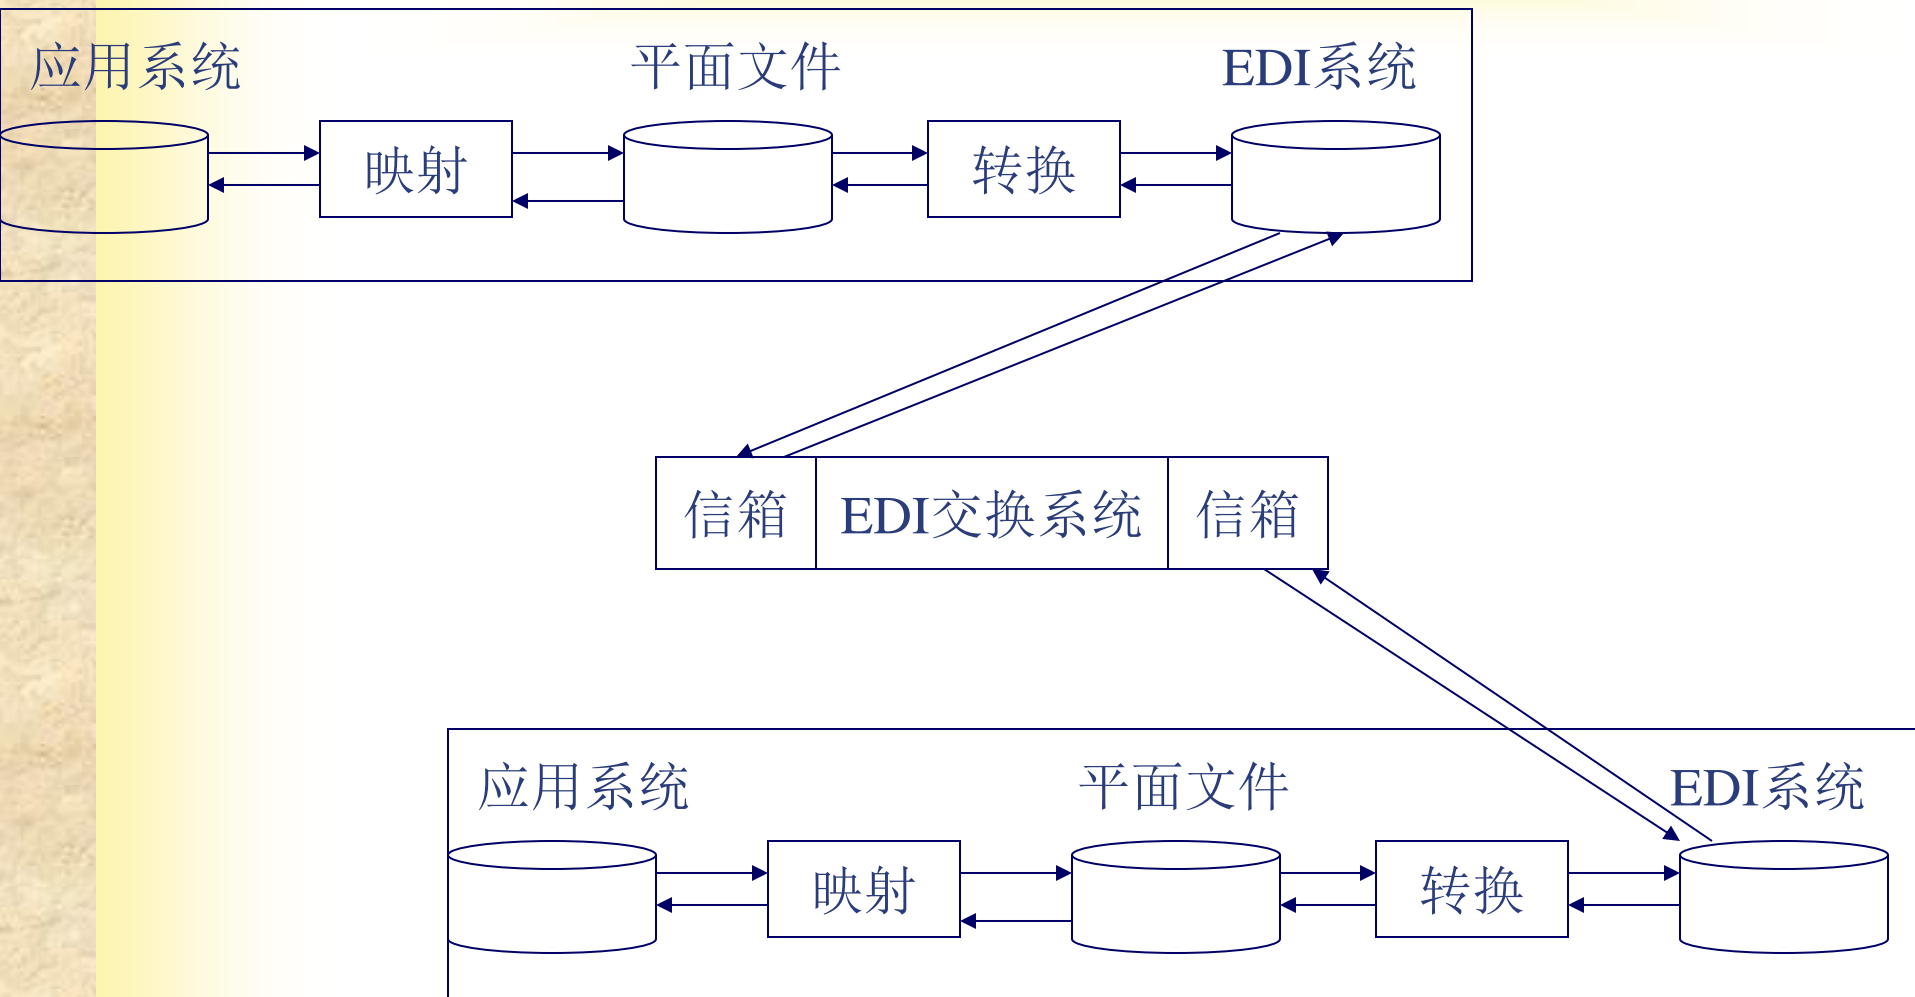 应用系统
平面文件
EDI系统
映射
转换
信箱
EDI交换系统
信箱
应用系统
平面文件
EDI系统
映射
转换